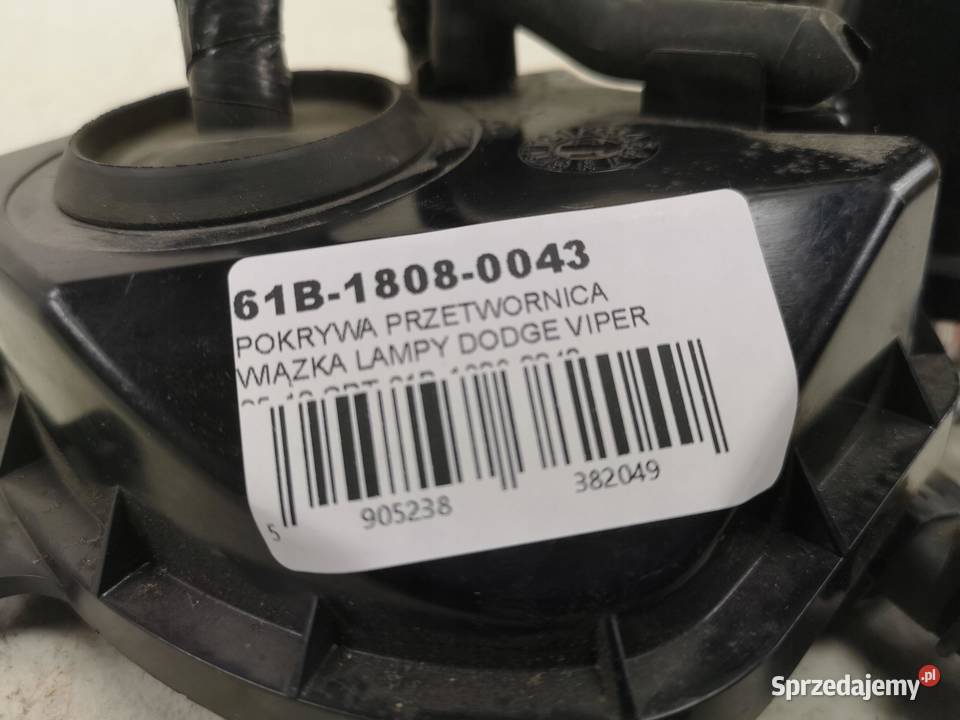 61B-1808-0043
POKRYWA PRZETWORNICA
WIĄZKA LAMPY DODGE VIPER
5 905238 382049
Sprzedajemy.pl